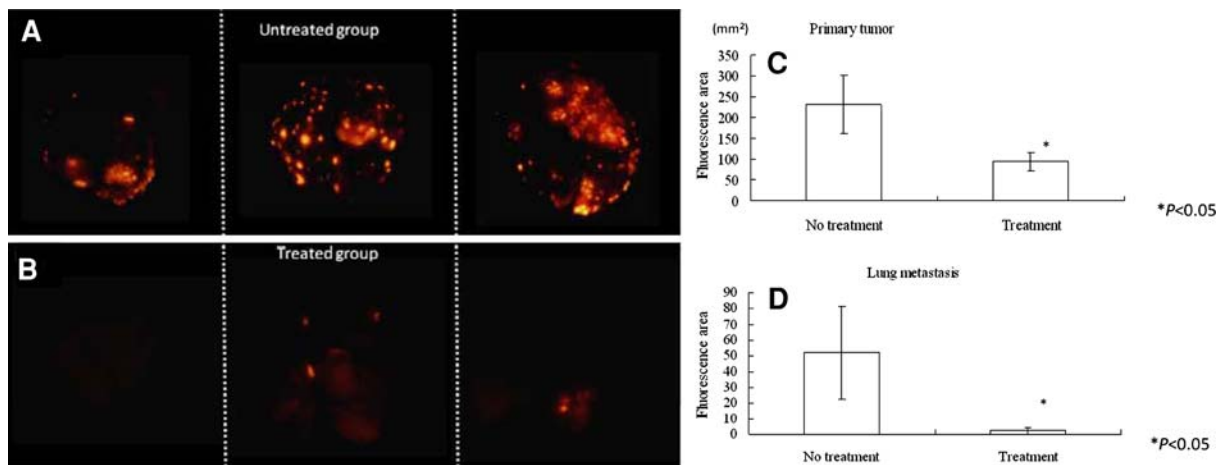 A
Untreated group
B
Treated group
(mm²)
Primary tumor
C
Fluorescence area
350
300
250
200
150
100
50
0
*
No treatment
Treatment
*P<0.05
Lung metastasis
D
Fluorescence area
90
80
70
60
50
40
30
20
10
0
*
No treatment
Treatment
*P<0.05